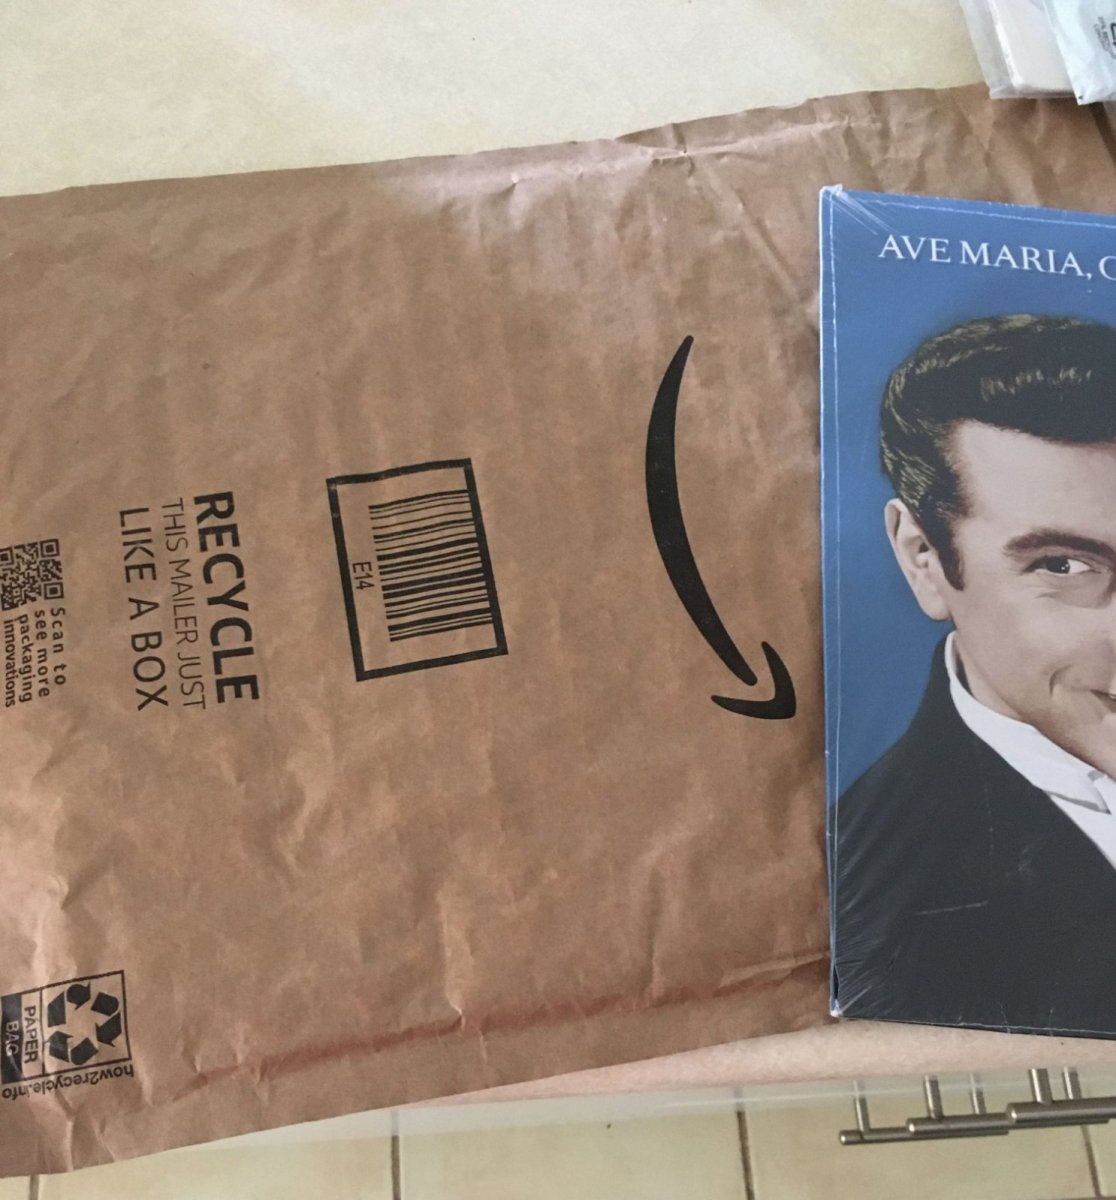 AVE MARIA,
E14
RECYCLE
THIS MAILER JUST
LIKE A BOX
Scan to
see more
packaging
innovations
PAPER
BAG
how2recycle.info